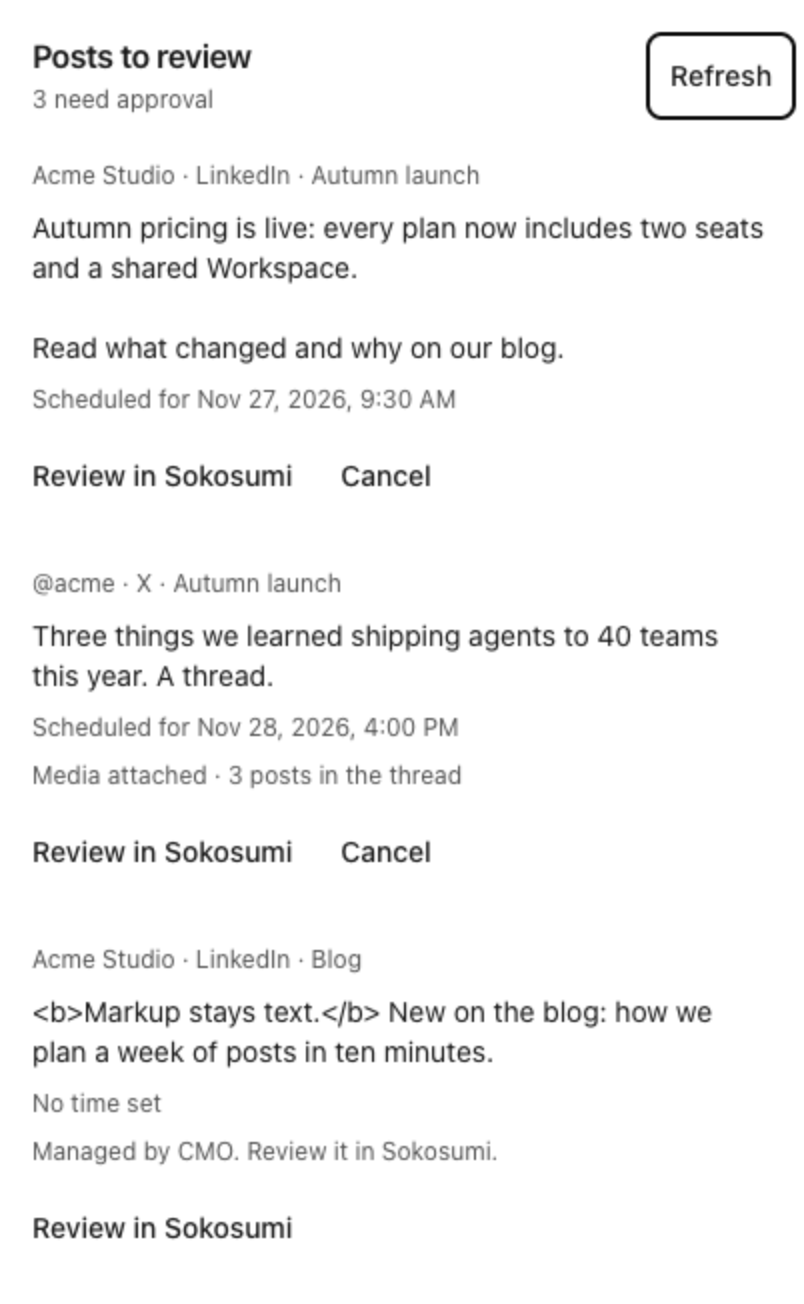 Posts to review
Refresh
3 need approval
Acme Studio · LinkedIn · Autumn launch
Autumn pricing is live: every plan now includes two seats
and a shared Workspace.
Read what changed and why on our blog.
Scheduled for Nov 27, 2026, 9:30 AM
Review in Sokosumi Cancel
@acme · X · Autumn launch
Three things we learned shipping agents to 40 teams
this year. A thread.
Scheduled for Nov 28, 2026, 4:00 PM
Media attached · 3 posts in the thread
Review in Sokosumi Cancel
Acme Studio · LinkedIn · Blog
<b>Markup stays text.</b> New on the blog: how we
plan a week of posts in ten minutes.
No time set
Managed by CMO. Review it in Sokosumi.
Review in Sokosumi